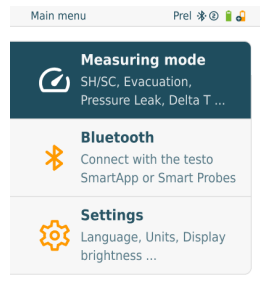 Main menu Prel 2
Measuring mode
SH/SC, Evacuation,
Pressure Leak, Delta T ...
Bluetooth
Connect with the testo
SmartApp or Smart Probes
Settings
Language, Units, Display
brightness ...